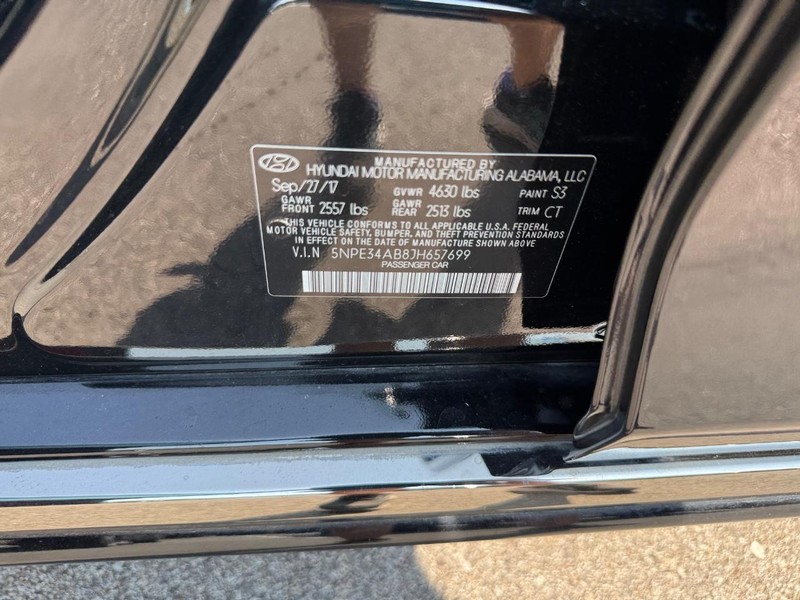 MANUFACTURED BY
HYUNDAI MOTOR MANUFACTURING ALABAMA, LLC
Sep/27/17 GVWR 4630 lbs PAINT S3
GAWR FRONT 2557 lbs GAWR REAR 2513 lbs TRIM CT
THIS VEHICLE CONFORMS TO ALL APPLICABLE U.S.A. FEDERAL
MOTOR VEHICLE SAFETY, BUMPER, AND THEFT PREVENTION STANDARDS
IN EFFECT ON THE DATE OF MANUFACTURE SHOWN ABOVE.
V.I.N 5NPE34AB8JH657699
PASSENGER CAR